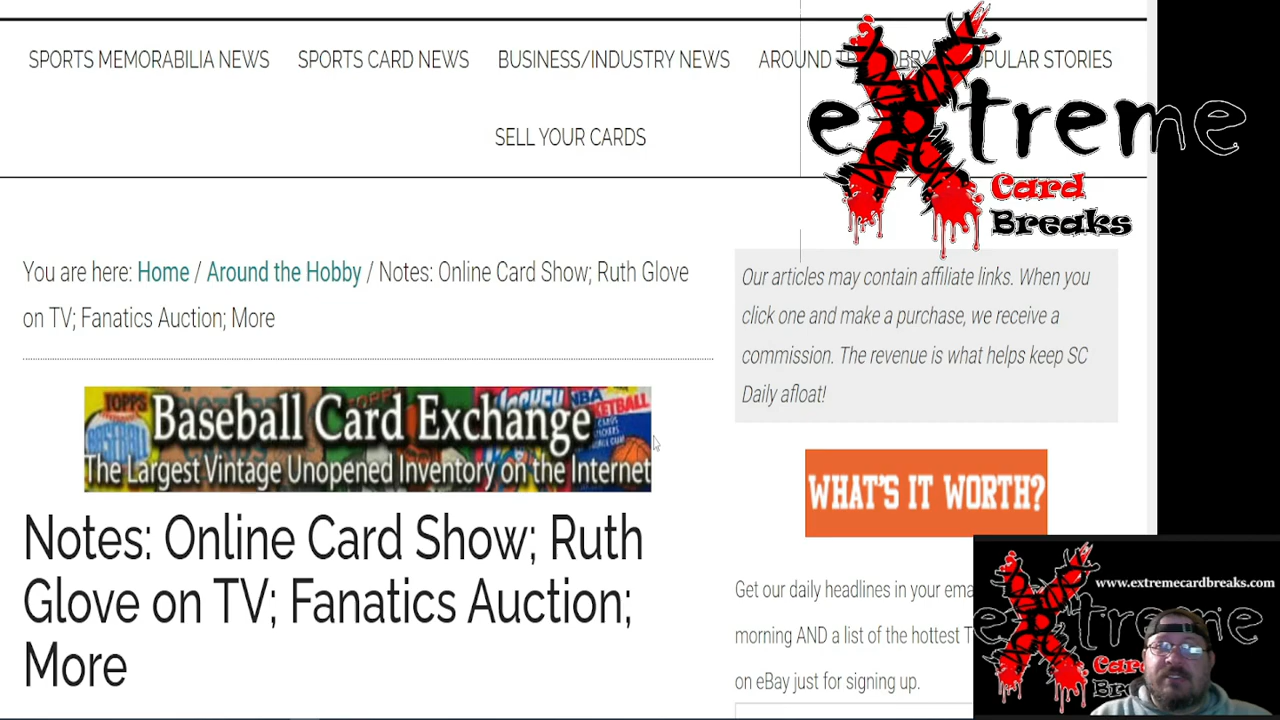 SPORTS MEMORABILIA NEWS SPORTS CARD NEWS BUSINESS/INDUSTRY NEWS AROUND POPULAR STORIES
SELL YOUR CARDS
eXtreme
Card
Breaks
You are here: Home / Around the Hobby / Notes: Online Card Show; Ruth Glove
on TV; Fanatics Auction; More
TOPPS
BASEBALL
HOCKEY
NBA
Baseball Card Exchange
The Largest Vintage Unopened Inventory on the Internet
Notes: Online Card Show; Ruth
Glove on TV; Fanatics Auction;
More
Our articles may contain affiliate links. When you
click one and make a purchase, we receive a
commission. The revenue is what helps keep SC
Daily afloat!
WHAT'S IT WORTH?
Get our daily headlines in your
morning AND a list of the hottest
on eBay just for signing up.
www.extremecardbreaks.com